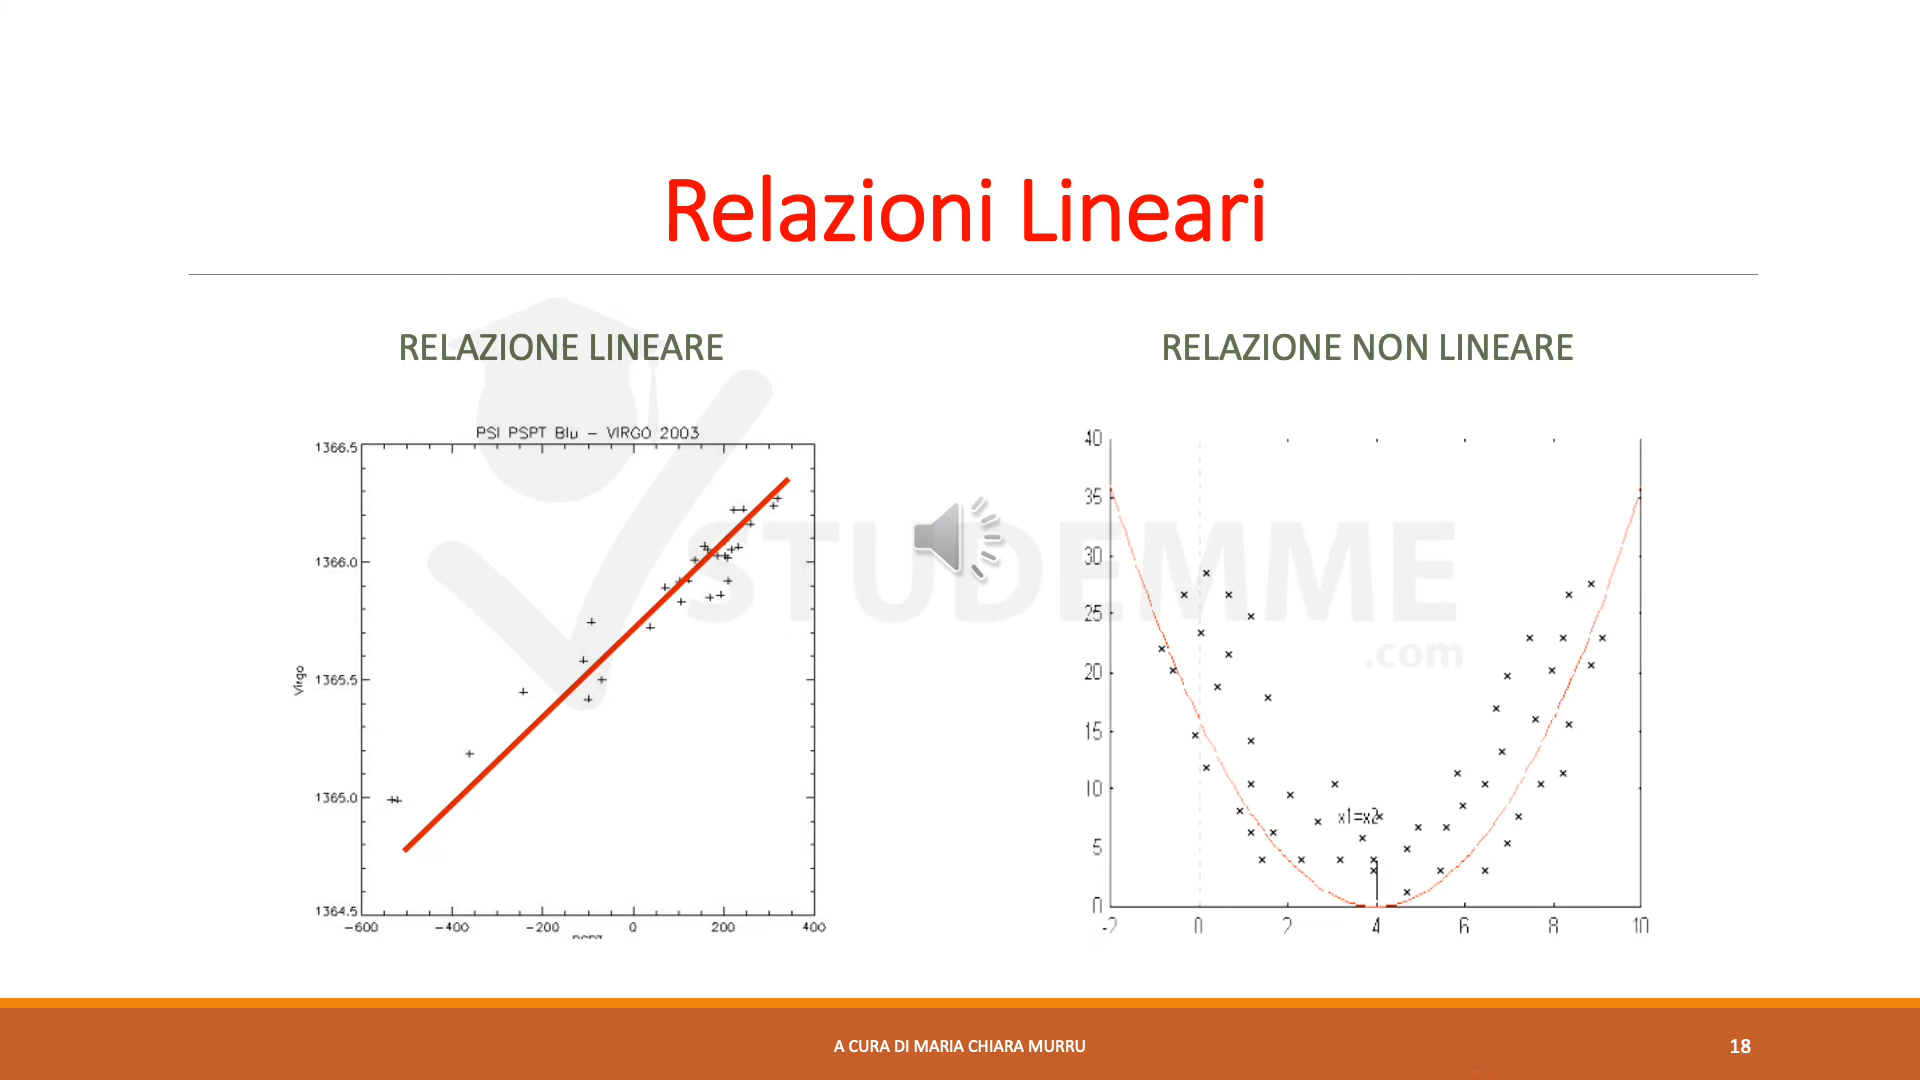 Relazioni Lineari
RELAZIONE LINEARE
RELAZIONE NON LINEARE
PSI PSPT Blu – VIRGO 2003
1366.5
1366.0
1365.5
1365.0
1364.5
Virgo
-600 -400 -200 0 200 400
STUDEMME
.com
40
35
30
25
20
15
10
5
0
x1=x2
-2 0 2 4 6 8 10
A CURA DI MARIA CHIARA MURRU
18